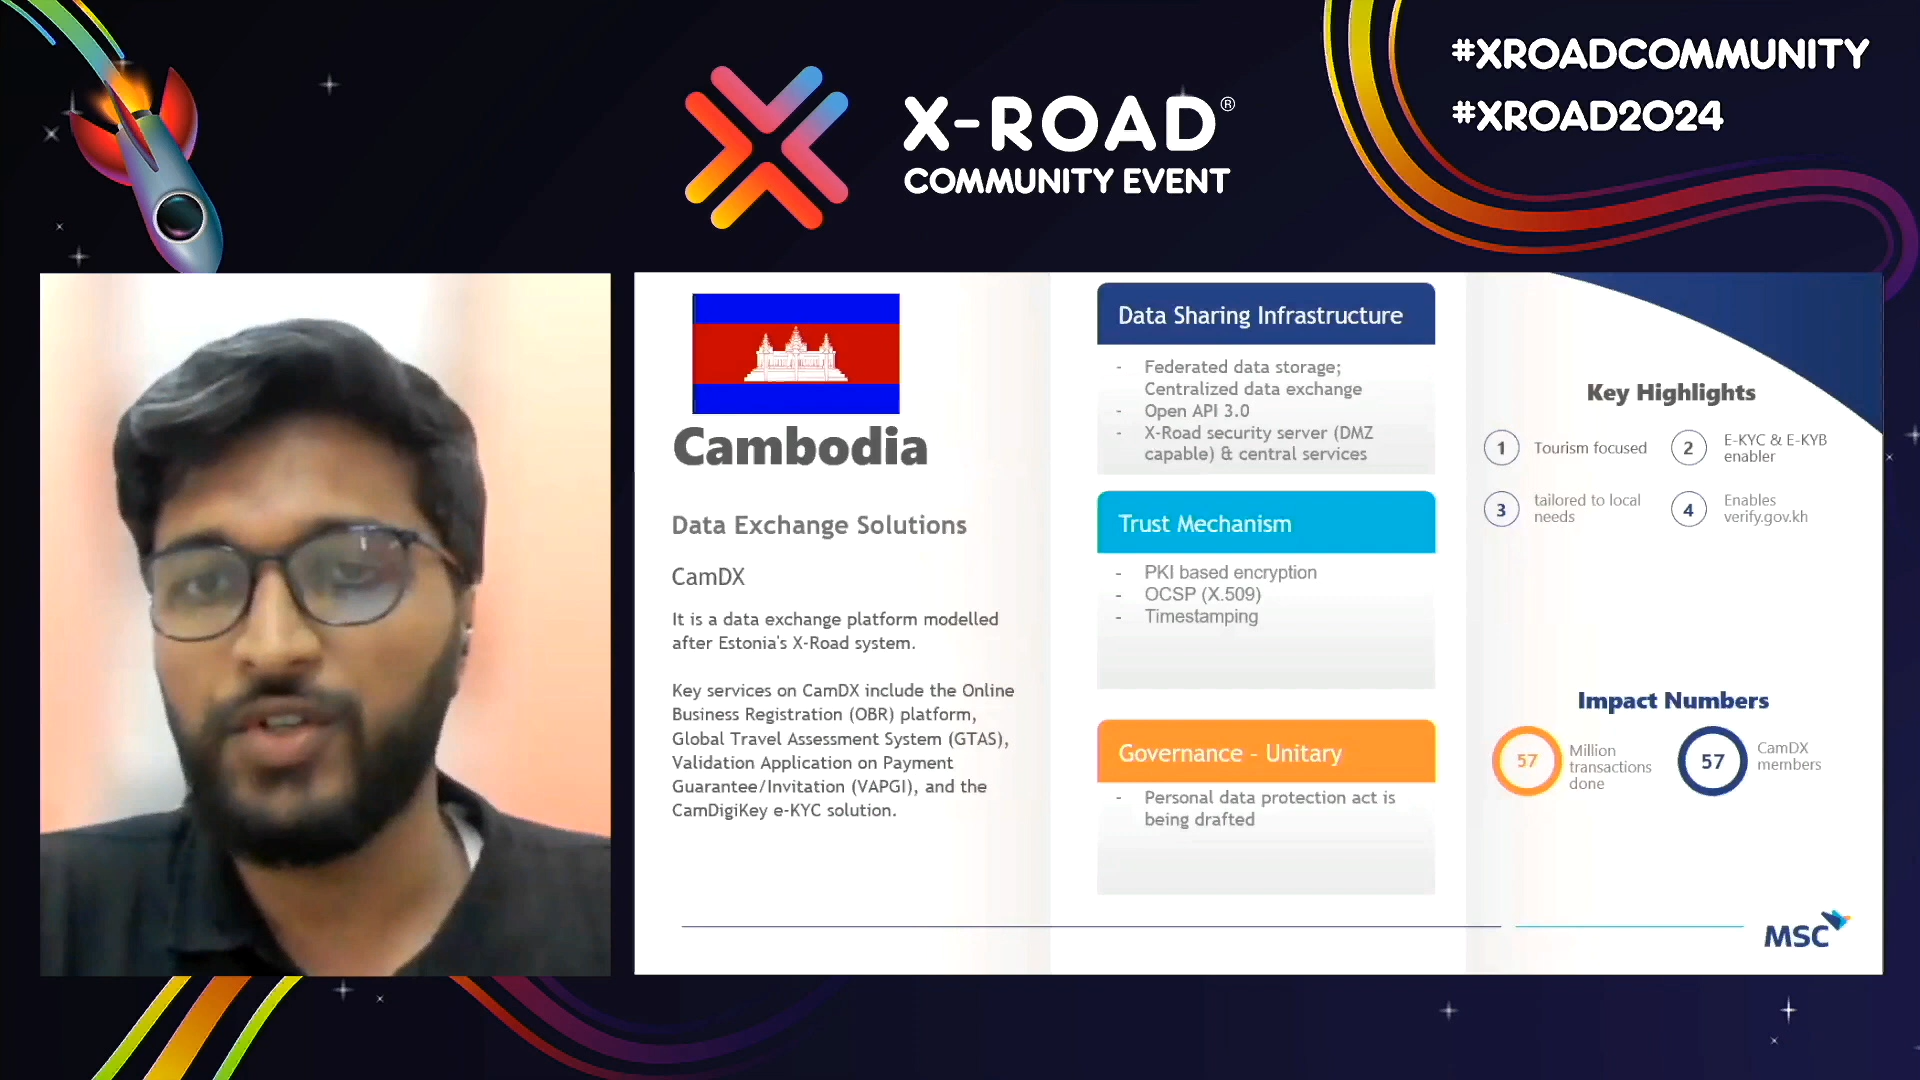 #XROADCOMMUNITY
#XROAD2024
X-ROAD®
COMMUNITY EVENT
Cambodia
Data Exchange Solutions
CamDX
It is a data exchange platform modelled
after Estonia's X-Road system.
Key services on CamDX include the Online
Business Registration (OBR) platform,
Global Travel Assessment System (GTAS),
Validation Application on Payment
Guarantee/Invitation (VAPGI), and the
CamDigiKey e-KYC solution.
Data Sharing Infrastructure
- Federated data storage;
Centralized data exchange
- Open API 3.0
- X-Road security server (DMZ
capable) & central services
Trust Mechanism
- PKI based encryption
- OCSP (X.509)
- Timestamping
Governance - Unitary
- Personal data protection act is
being drafted
Key Highlights
1 Tourism focused
2 E-KYC & E-KYB
enabler
3 tailored to local
needs
4 Enables
verify.gov.kh
Impact Numbers
57 Million
transactions
done
57 CamDX
members
MSC